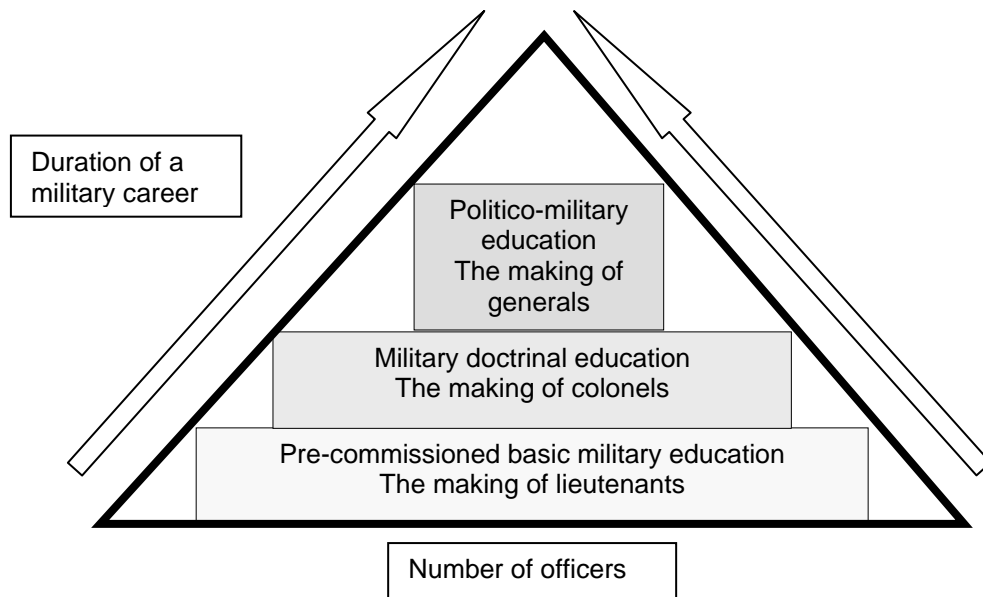 Duration of a
military career
Politico-military
education
The making of
generals
Military doctrinal education
The making of colonels
Pre-commissioned basic military education
The making of lieutenants
Number of officers